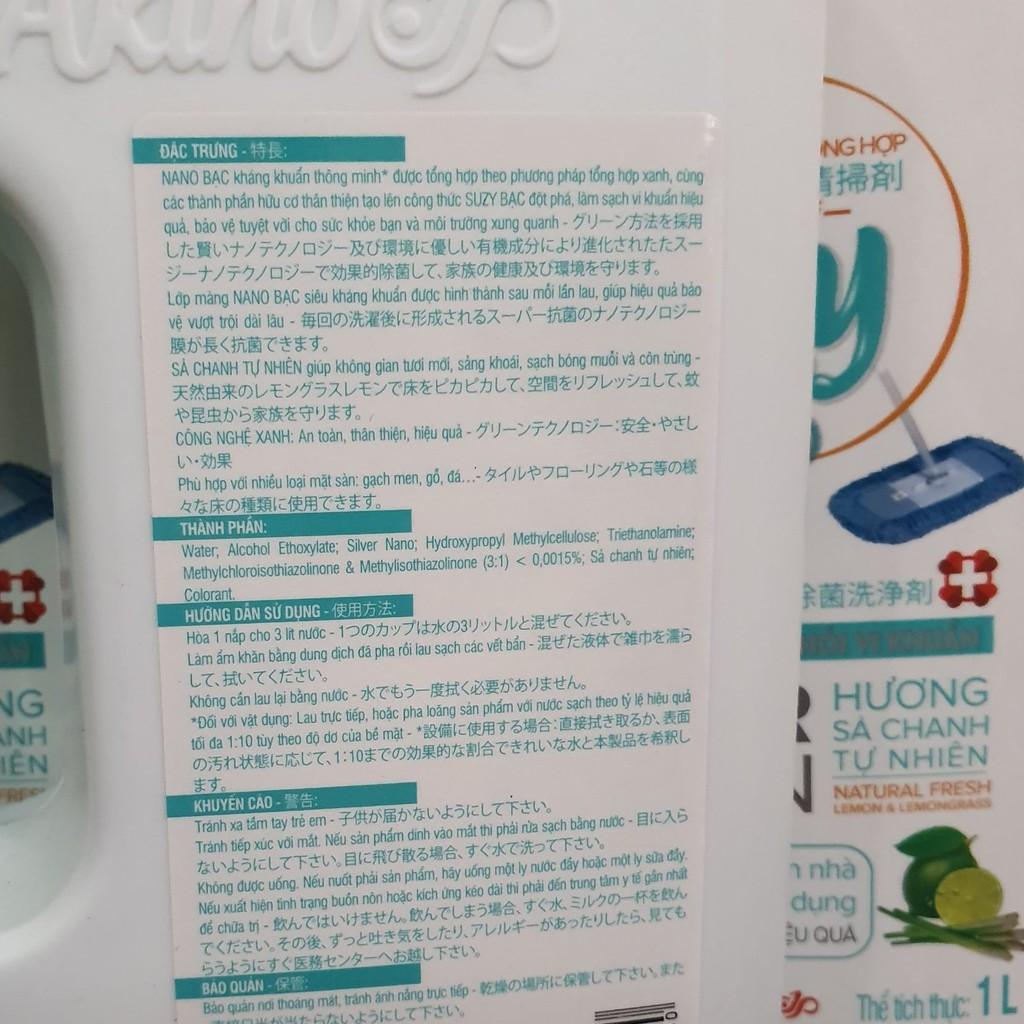 Akino
ĐẶC TRƯNG - 特長:
NANO BẠC kháng khuẩn thông minh* được tổng hợp theo phương pháp tổng hợp xanh, cùng
các thành phần hữu cơ thân thiện tạo lên công thức SUZY BẠC đột phá, làm sạch vi khuẩn hiệu
quả, bảo vệ tuyệt vời cho sức khỏe bạn và môi trường xung quanh - グリーン方法を採用
した賢いナノテクノロジー及び環境に優しい有機成分により進化されたたスー
ジーナノテクノロジーで効果的除菌して、家族の健康及び環境を守ります。
Lớp màng NANO BẠC siêu kháng khuẩn được hình thành sau mỗi lần lau, giúp hiệu quả bảo
vệ vượt trội dài lâu - 毎回の洗濯後に形成されるスーパー抗菌のナノテクノロジー
膜が長く抗菌できます。
SẢ CHANH TỰ NHIÊN giúp không gian tươi mới, sảng khoái, sạch bóng muỗi và côn trùng -
天然由来のレモングラスレモンで床をピカピカして、空間をリフレッシュして、蚊
や昆虫から家族を守ります。
CÔNG NGHỆ XANH: An toàn, thân thiện, hiệu quả - グリーンテクノロジー:安全・やさし
い・効果
Phù hợp với nhiều loại mặt sàn: gạch men, gỗ, đá...- タイルやフローリングや石等の様
々な床の種類に使用できます。
THÀNH PHẦN:
Water; Alcohol Ethoxylate; Silver Nano; Hydroxypropyl Methylcellulose; Triethanolamine;
Methylchloroisothiazolinone & Methylisothiazolinone (3:1) < 0,0015%; Sả chanh tự nhiên;
Colorant.
HƯỚNG DẪN SỬ DỤNG - 使用方法:
Hòa 1 nắp cho 3 lít nước - 1つのカップは水の3リットルと混ぜてください。
Làm ẩm khăn bằng dung dịch đã pha rồi lau sạch các vết bẩn - 混ぜた液体で雑巾を濡ら
して、拭いてください。
Không cần lau lại bằng nước - 水でもう一度拭く必要がありません。
*Đối với vật dụng: Lau trực tiếp, hoặc pha loãng sản phẩm với nước sạch theo tỷ lệ hiệu quả
tối đa 1:10 tùy theo độ dơ của bề mặt - *設備に使用する場合:直接拭き取るか、表面
の汚れ状態に応じて、1:10までの効果的な割合できれいな水と本製品を希釈し
ます。
KHUYẾN CÁO - 警告:
Tránh xa tầm tay trẻ em - 子供が届かないようにして下さい。
Tránh tiếp xúc với mắt. Nếu sản phẩm dính vào mắt thì phải rửa sạch bằng nước - 目に入ら
ないようにして下さい。目に飛び散る場合、すぐ水で洗って下さい。
Không được uống. Nếu nuốt phải sản phẩm, hãy uống một ly nước đầy hoặc một ly sữa đầy.
Nếu xuất hiện tình trạng buồn nôn hoặc kích ứng kéo dài thì phải đến trung tâm y tế gần nhất
để chữa trị - 飲んではいけません。飲んでしまう場合、すぐ水、ミルクの一杯を飲ん
でください。その後、ずっと吐き気をしたり、アレルギーがあったりしたら、見ても
らうようにすぐ医務センターへお越し下さい。
BẢO QUẢN - 保管:
Bảo quản nơi thoáng mát, tránh ánh nắng trực tiếp - 乾燥の場所に保管して下さい。また
直接日光が当たらないようにして下さい。
NG HỢP
清掃剤
y
除菌洗浄剤
VI KHUẨN
R
N
HƯƠNG
SẢ CHANH
TỰ NHIÊN
NATURAL FRESH
LEMON & LEMONGRASS
nhà
dụng
ỆU QUẢ
Thể tích thực: 1 L
NG
ANH
IÊN
FRES